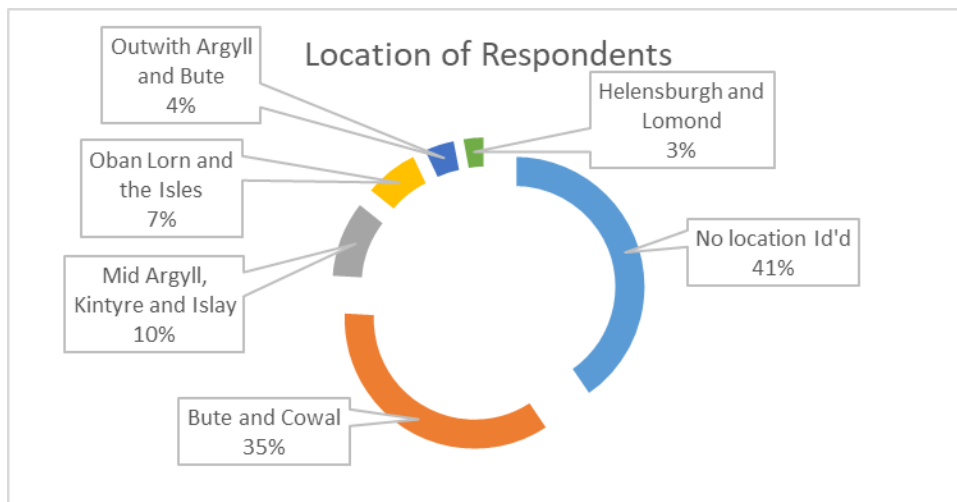 Location of Respondents
Outwith Argyll
and Bute
4%
Helensburgh and
Lomond
3%
Oban Lorn and
the Isles
7%
No location Id'd
41%
Mid Argyll,
Kintyre and Islay
10%
Bute and Cowal
35%